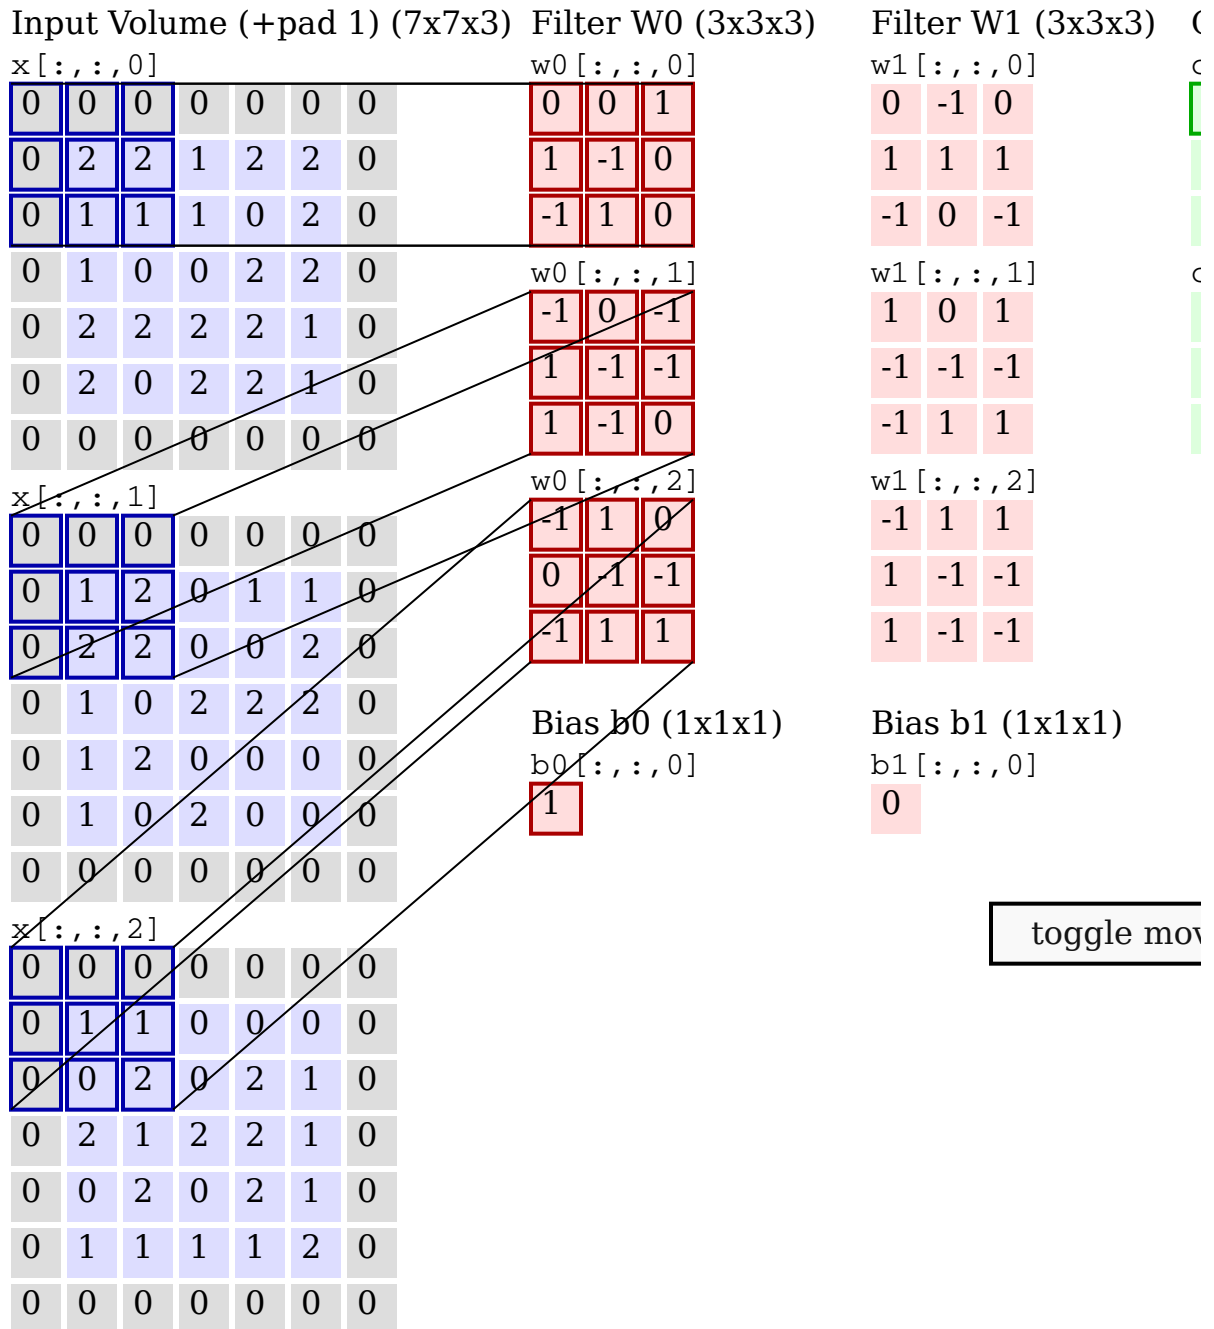 Input Volume (+pad 1) (7x7x3)
x[:,:,0]
0 0 0 0 0 0 0
0 2 2 1 2 2 0
0 1 1 1 0 2 0
0 1 0 0 2 2 0
0 2 2 2 2 1 0
0 2 0 2 2 1 0
0 0 0 0 0 0 0
x[:,:,1]
0 0 0 0 0 0 0
0 1 2 0 1 1 0
0 2 2 0 0 2 0
0 1 0 2 2 2 0
0 1 2 0 0 0 0
0 1 0 2 0 0 0
0 0 0 0 0 0 0
x[:,:,2]
0 0 0 0 0 0 0
0 1 1 0 0 0 0
0 0 2 0 2 1 0
0 2 1 2 2 1 0
0 0 2 0 2 1 0
0 1 1 1 1 2 0
0 0 0 0 0 0 0
Filter W0 (3x3x3)
w0[:,:,0]
0 0 1
1 -1 0
-1 1 0
w0[:,:,1]
-1 0 -1
1 -1 -1
1 -1 0
w0[:,:,2]
-1 1 0
0 -1 -1
-1 1 1
Bias b0 (1x1x1)
b0[:,:,0]
1
Filter W1 (3x3x3)
w1[:,:,0]
0 -1 0
1 1 1
-1 0 -1
w1[:,:,1]
1 0 1
-1 -1 -1
-1 1 1
w1[:,:,2]
-1 1 1
1 -1 -1
1 -1 -1
Bias b1 (1x1x1)
b1[:,:,0]
0
toggle